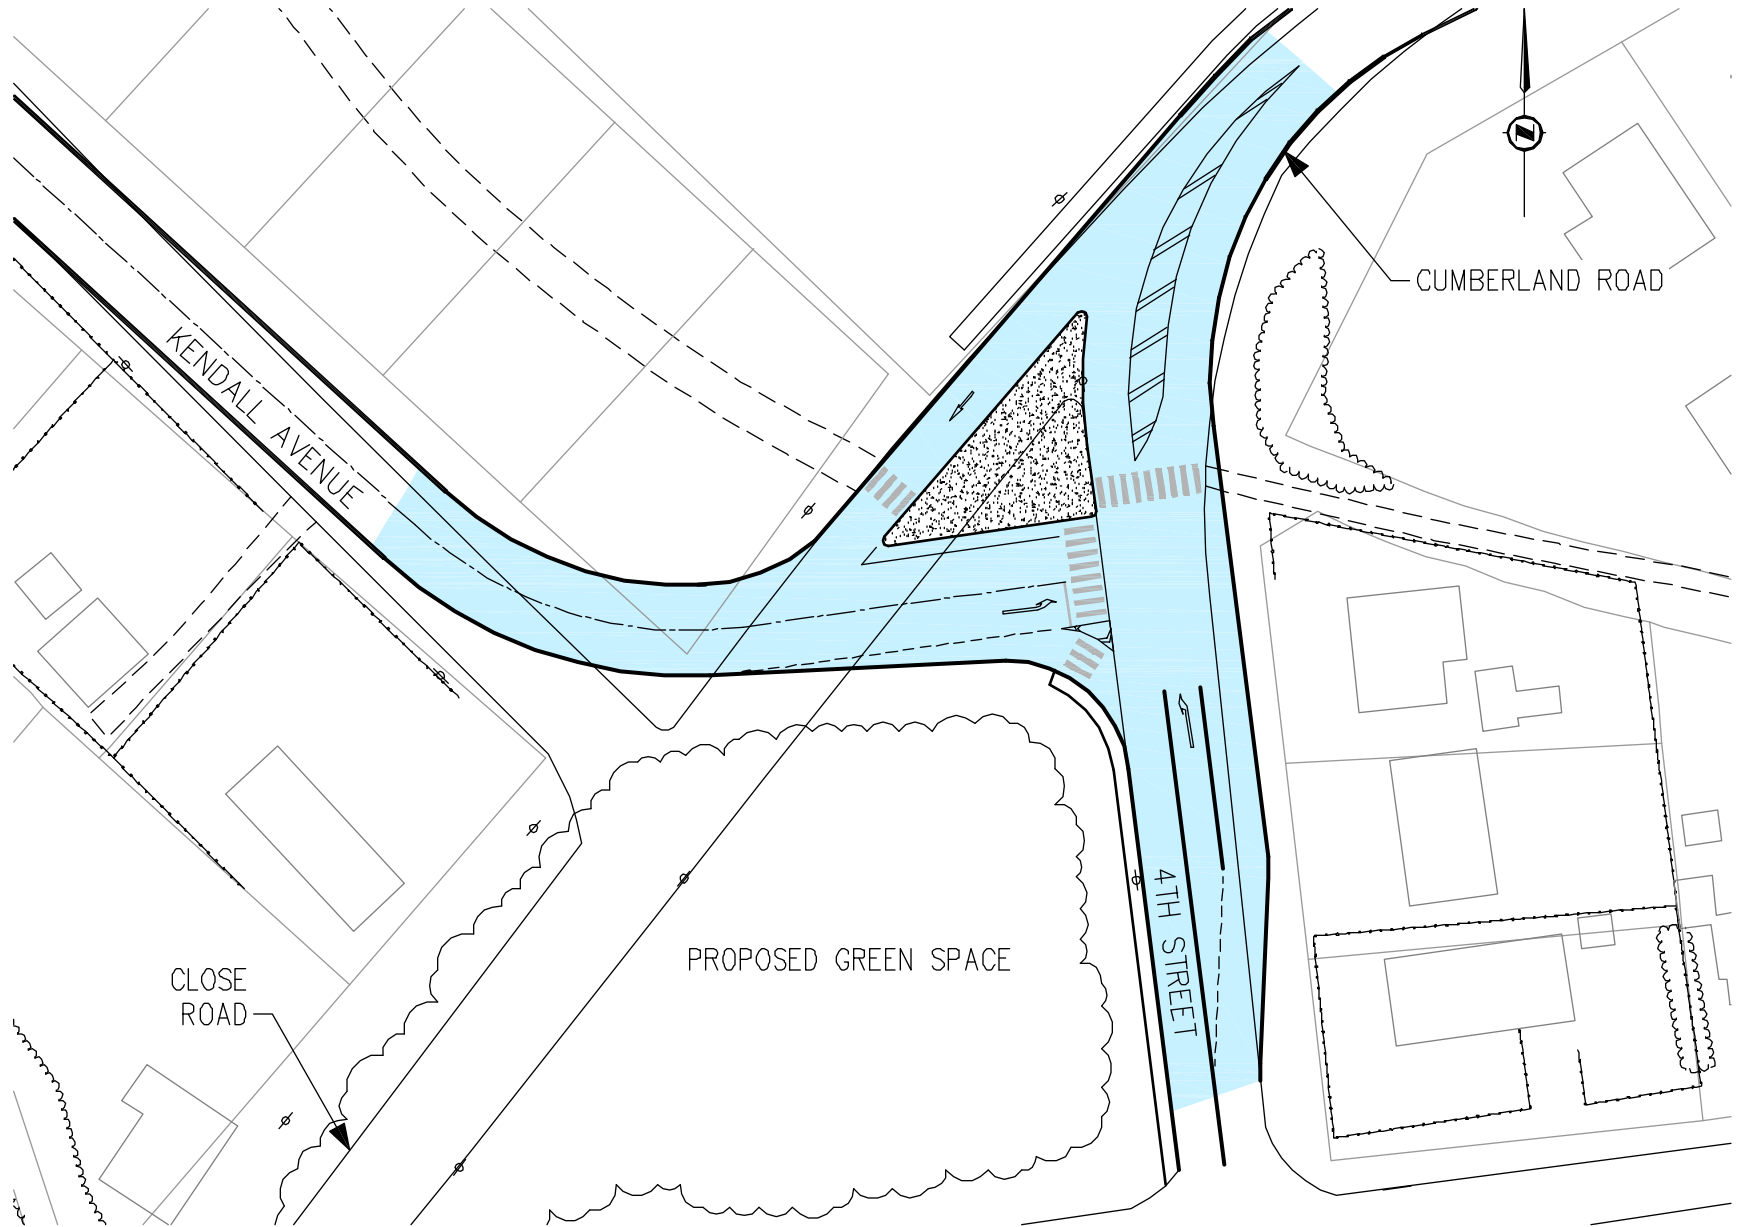 CUMBERLAND ROAD
KENDALL AVENUE
4TH STREET
PROPOSED GREEN SPACE
CLOSE
ROAD
N